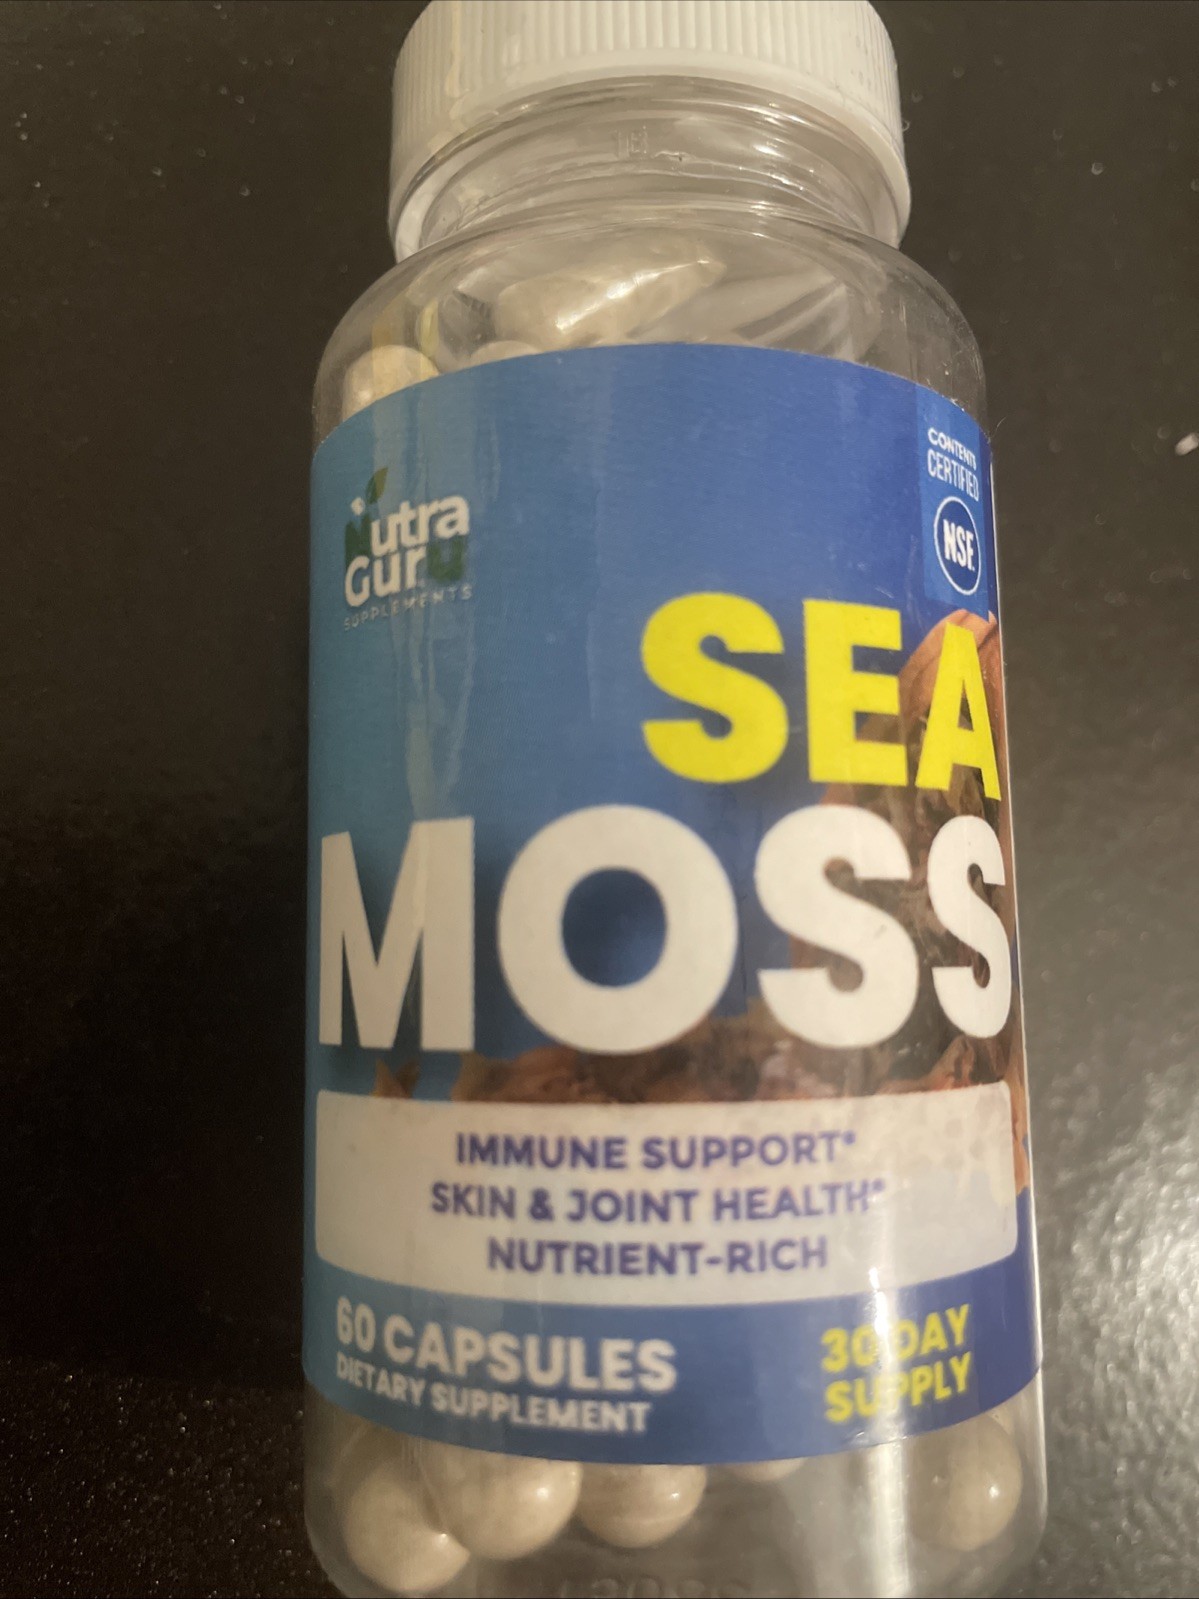 Nutra
Guru
SUPPLEMENTS
CONTENTS
CERTIFIED
NSF
SEA
MOSS
IMMUNE SUPPORT*
SKIN & JOINT HEALTH*
NUTRIENT-RICH
60 CAPSULES
DIETARY SUPPLEMENT
30 DAY
SUPPLY